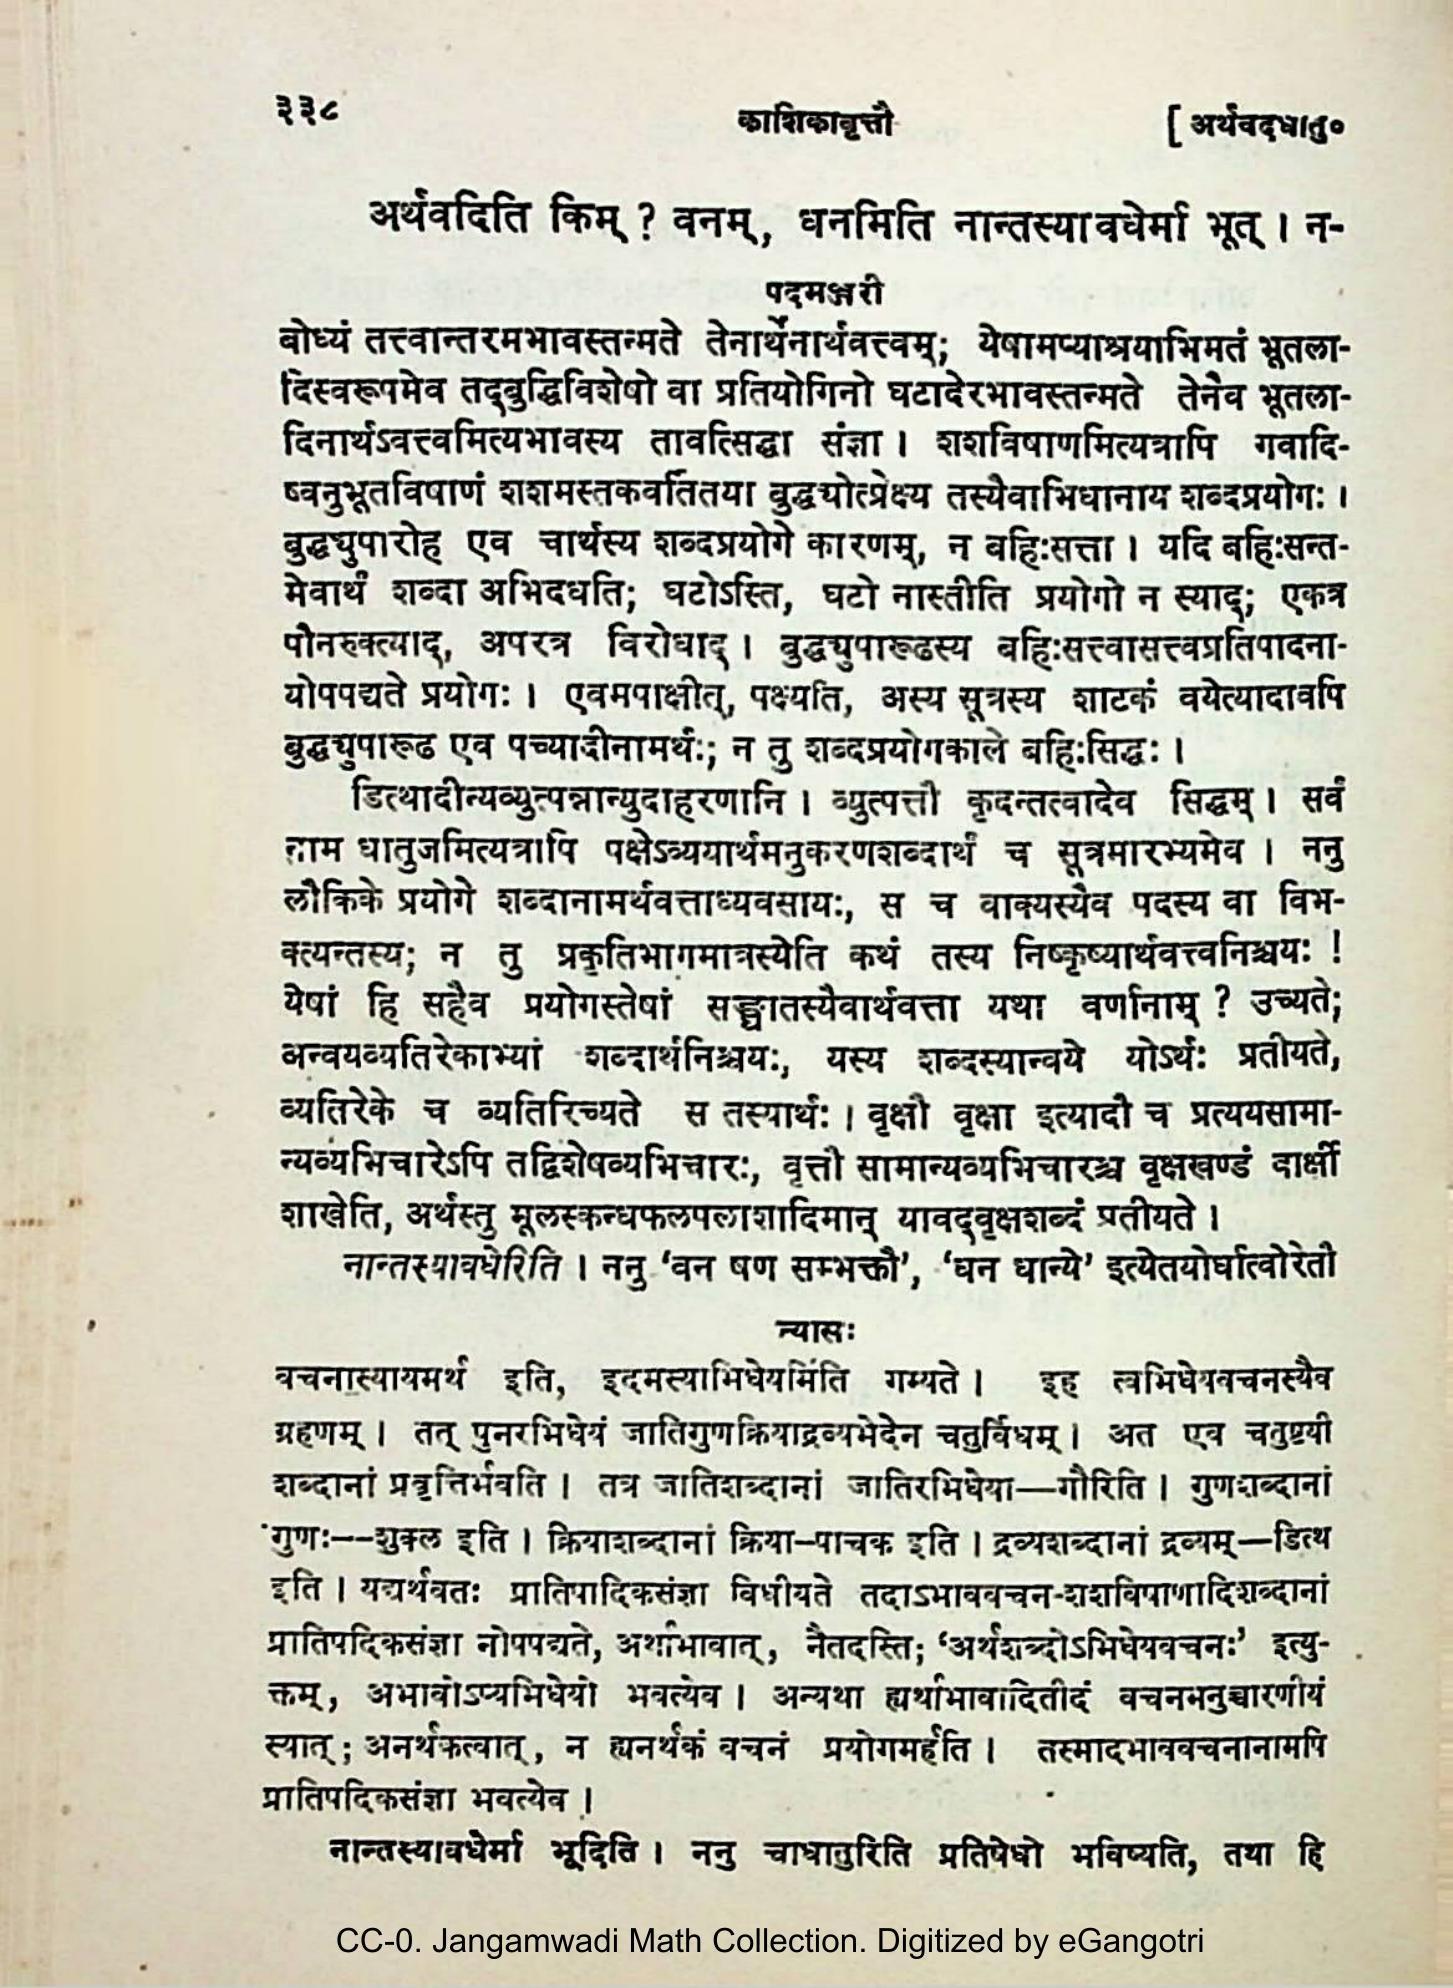 ३३८ काशिकावृत्तौ [ अर्थवदधातु०
अर्थवदिति किम् ? वनम्, धनमिति नान्तस्यावधेर्मा भूत् । न-
पदमञ्जरी
बोध्यं तत्त्वान्तरमभावस्तन्मते तेनार्थेनार्थवत्त्वम्; येषामप्याश्रयाभिमतं भूतला-
दिस्वरूपमेव तद्बुद्धिविशेषो वा प्रतियोगिनो घटादेरभावस्तन्मते तेनैव भूतला-
दिनार्थऽवत्त्वमित्यभावस्य तावत्सिद्धा संज्ञा । शशविषाणमित्यत्रापि गवादि-
ष्वनुभूतविषाणं शशमस्तकवर्तितया बुद्ध्योत्प्रेक्ष्य तस्यैवाभिधानाय शब्दप्रयोगः ।
बुद्ध्युपारोह एव चार्थस्य शब्दप्रयोगे कारणम्, न बहिःसत्ता । यदि बहिःसन्त-
मेवार्थं शब्दा अभिदधति; घटोऽस्ति, घटो नास्तीति प्रयोगो न स्याद्; एकत्र
पौनरुक्त्याद्, अपरत्र विरोधाद् । बुद्ध्युपारूढस्य बहिःसत्त्वासत्त्वप्रतिपादना-
योपपद्यते प्रयोगः । एवमपाक्षीत्, पक्ष्यति, अस्य सूत्रस्य शाटकं वयेत्यादावपि
बुद्ध्युपारूढ एव पच्यादीनामर्थः; न तु शब्दप्रयोगकाले बहिःसिद्धः ।
डित्थादीन्यव्युत्पन्नान्युदाहरणानि । व्युत्पत्तौ कृदन्तत्वादेव सिद्धम् । सर्वं
नाम धातुजमित्यत्रापि पक्षेऽव्ययार्थमनुकरणशब्दार्थं च सूत्रमारभ्यमेव । ननु
लौकिके प्रयोगे शब्दानामर्थवत्ताध्यवसायः, स च वाक्यस्यैव पदस्य वा विभ-
क्त्यन्तस्य; न तु प्रकृतिभागमात्रस्येति कथं तस्य निष्कृष्यार्थवत्त्वनिश्चयः !
येषां हि सहैव प्रयोगस्तेषां सङ्घातस्यैवार्थवत्ता यथा वर्णानाम् ? उच्यते;
अन्वयव्यतिरेकाभ्यां शब्दार्थनिश्चयः, यस्य शब्दस्यान्वये योऽर्थः प्रतीयते,
व्यतिरेके च व्यतिरिच्यते स तस्यार्थः । वृक्षौ वृक्षा इत्यादौ च प्रत्ययसामा-
न्यव्यभिचारेऽपि तद्विशेषव्यभिचारः, वृत्तौ सामान्यव्यभिचारश्च वृक्षखण्डं दार्क्षी
शाखेति, अर्थस्तु मूलस्कन्धफलपलाशादिमान् यावद्वृक्षशब्दं प्रतीयते ।
नान्तस्यावधेरिति । ननु 'वन षण सम्भक्तौ', 'धन धान्ये' इत्येतयोर्धात्वोरेतौ
न्यासः
वचनास्यायमर्थ इति, इदमस्याभिधेयमिति गम्यते । इह त्वभिधेयवचनस्यैव
ग्रहणम् । तत् पुनरभिधेयं जातिगुणक्रियाद्रव्यभेदेन चतुर्विधम् । अत एव चतुष्टयी
शब्दानां प्रवृत्तिर्भवति । तत्र जातिशब्दानां जातिरभिधेया—गौरिति । गुणशब्दानां
गुणः--शुक्ल इति । क्रियाशब्दानां क्रिया–पाचक इति । द्रव्यशब्दानां द्रव्यम्—डित्थ
इति । यद्यर्थवतः प्रातिपादिकसंज्ञा विधीयते तदाऽभाववचन-शशविषाणादिशब्दानां
प्रातिपदिकसंज्ञा नोपपद्यते, अर्थाभावात्, नैतदस्ति; 'अर्थशब्दोऽभिधेयवचनः' इत्यु-
क्तम्, अभावोऽप्यभिधेयो भवत्येव । अन्यथा ह्यर्थाभावादितीदं वचनमनुच्चारणीयं
स्यात् ; अनर्थकत्वात्, न ह्यनर्थकं वचनं प्रयोगमर्हति । तस्मादभाववचनानामपि
प्रातिपदिकसंज्ञा भवत्येव ।
नान्तस्यावधेर्मा भूदिति । ननु चाधातुरिति प्रतिषेधो भविष्यति, तथा हि
CC-0. Jangamwadi Math Collection. Digitized by eGangotri